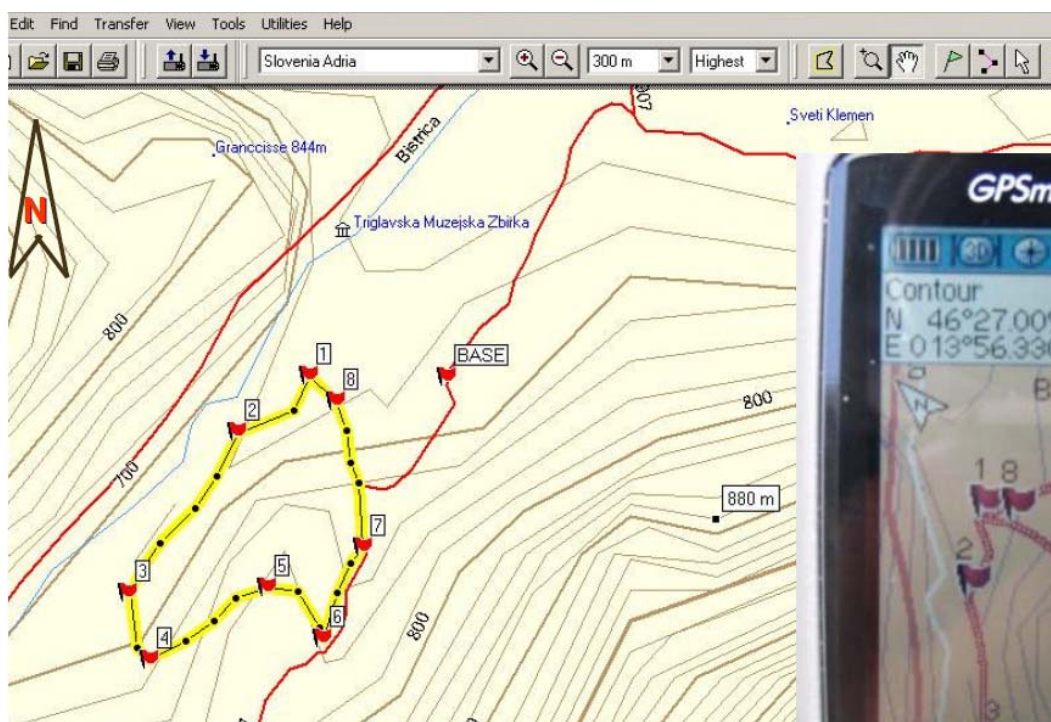 Edit Find Transfer View Tools Utilities Help
Slovenia Adria
300 m
Highest
N
Granccisse 844m
Bistrica
Sveti Klemen
Triglavska Muzejska Zbirka
800
700
BASE
1
8
2
3
4
5
6
7
800
880 m
800
GPSm
3D
Contour
N 46°27.00
E 013°56.330
B
N
1 8
2
3